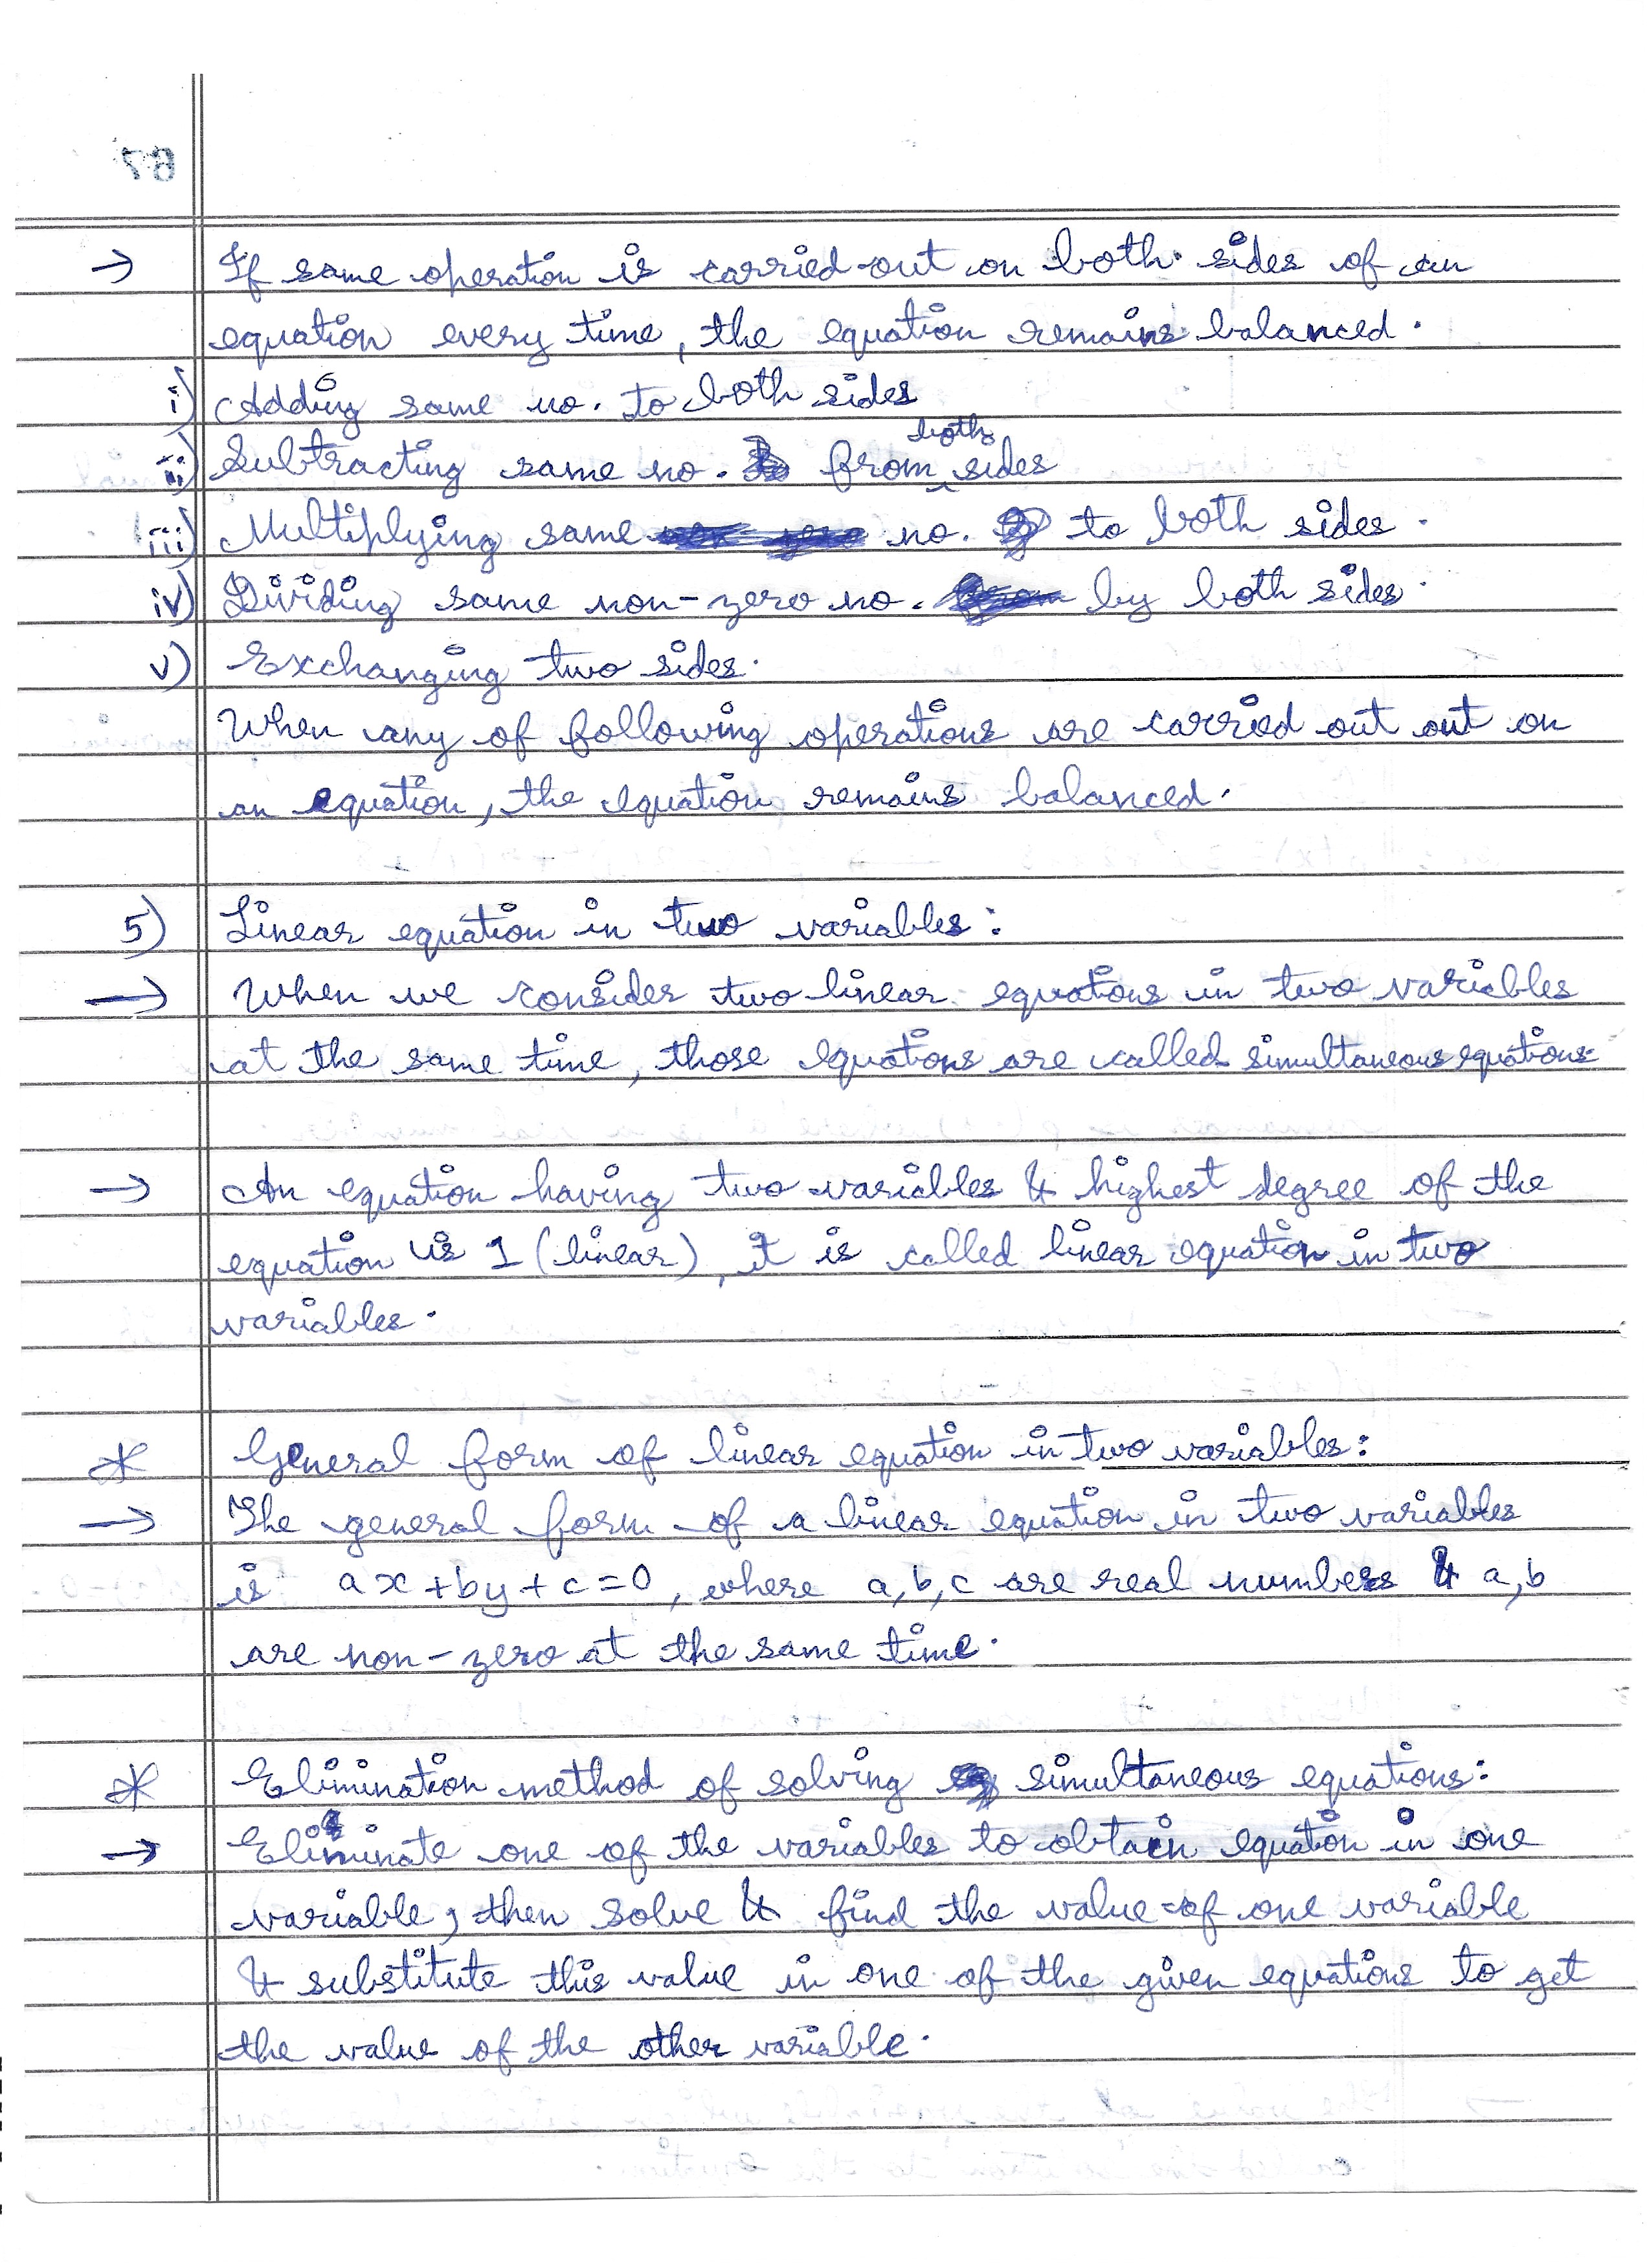 → If same operation is carried out on both sides of an
equation every time, the equation remains balanced.
i) Adding same no. to both sides
ii) Subtracting same no. from both sides
iii) Multiplying same no. to both sides.
iv) Dividing same non-zero no. by both sides.
v) Exchanging two sides.
When any of following operations are carried out out on
an equation, the equation remains balanced.
5) Linear equation in two variables:
→ When we consider two linear equations in two variables
at the same time, those equations are called simultaneous equations.
→ An equation having two variables & highest degree of the
equation is 1 (linear), it is called linear equation in two
variables.
* General form of linear equation in two variables:
→ The general form of a linear equation in two variables
is ax+by+c=0, where a,b,c are real numbers & a,b
are non-zero at the same time.
* Elimination method of solving simultaneous equations:
→ Eliminate one of the variables to obtain equation in one
variable, then solve & find the value of one variable
& substitute this value in one of the given equations to get
the value of the other variable.